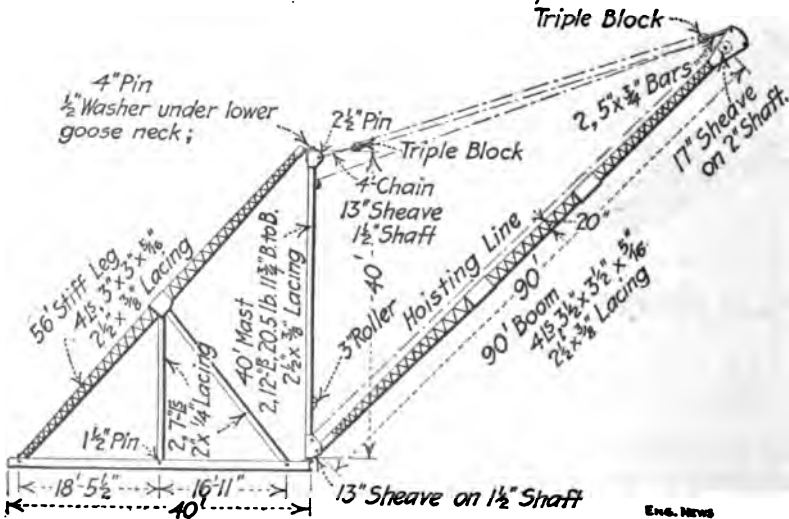 Triple Block
4" Pin
½" Washer under lower
goose neck;
2½" Pin
Triple Block
4' Chain
13" Sheave
1½" Shaft
2, 5" x ¾" Bars
17" Sheave
on 2" Shaft.
56' Stiff Leg
4 Ls 3" x 3" x 5/16"
2½" x 3/8" Lacing
40' Mast
2, 12" [s 20.5 lb. 11¾" B. to B.
2½" x 3/8" Lacing
40'
3" Roller
Hoisting Line
20"
90'
90' Boom
4 Ls 3½" x 3½" x 5/16"
2½" x 3/8" Lacing
2, 7" [s
2" x ¼" Lacing
1½" Pin
18'-5½"
16'-11"
40'
13" Sheave on 1½" Shaft
ENG. NEWS